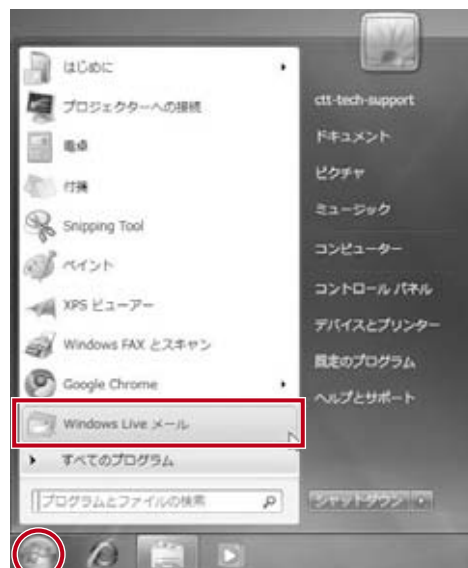 はじめに
プロジェクターへの接続
電卓
付箋
Snipping Tool
ペイント
XPS ビューアー
Windows FAX とスキャン
Google Chrome
Windows Live メール
すべてのプログラム
プログラムとファイルの検索
ctt-tech-support
ドキュメント
ピクチャ
ミュージック
コンピューター
コントロール パネル
デバイスとプリンター
既定のプログラム
ヘルプとサポート
シャットダウン